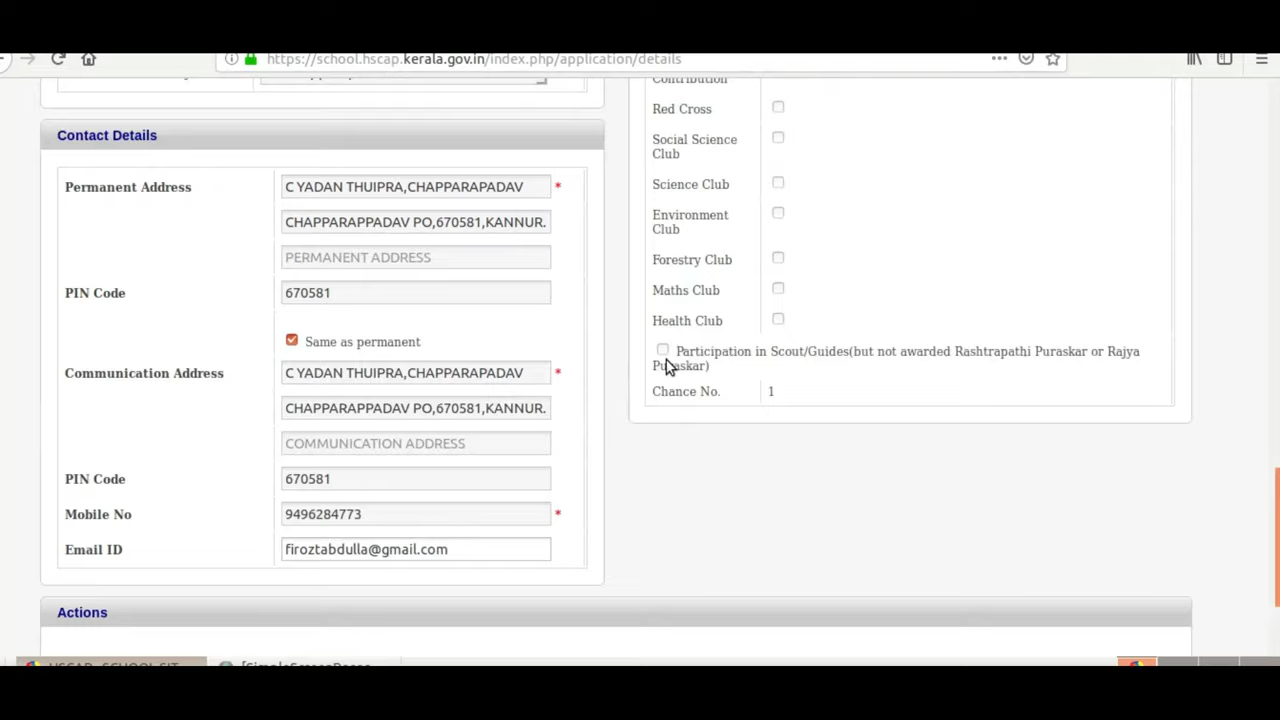 https://school.hscap.kerala.gov.in/index.php/application/details
Contact Details
Permanent Address
C YADAN THUIPRA,CHAPPARAPADAV
*
CHAPPARAPPADAV PO,670581,KANNUR.
PERMANENT ADDRESS
PIN Code
670581
Same as permanent
Communication Address
C YADAN THUIPRA,CHAPPARAPADAV
*
CHAPPARAPPADAV PO,670581,KANNUR.
COMMUNICATION ADDRESS
PIN Code
670581
Mobile No
9496284773
*
Email ID
firoztabdulla@gmail.com
Contribution
Red Cross
Social Science
Club
Science Club
Environment
Club
Forestry Club
Maths Club
Health Club
Participation in Scout/Guides(but not awarded Rashtrapathi Puraskar or Rajya
Puraskar)
Chance No.
1
Actions